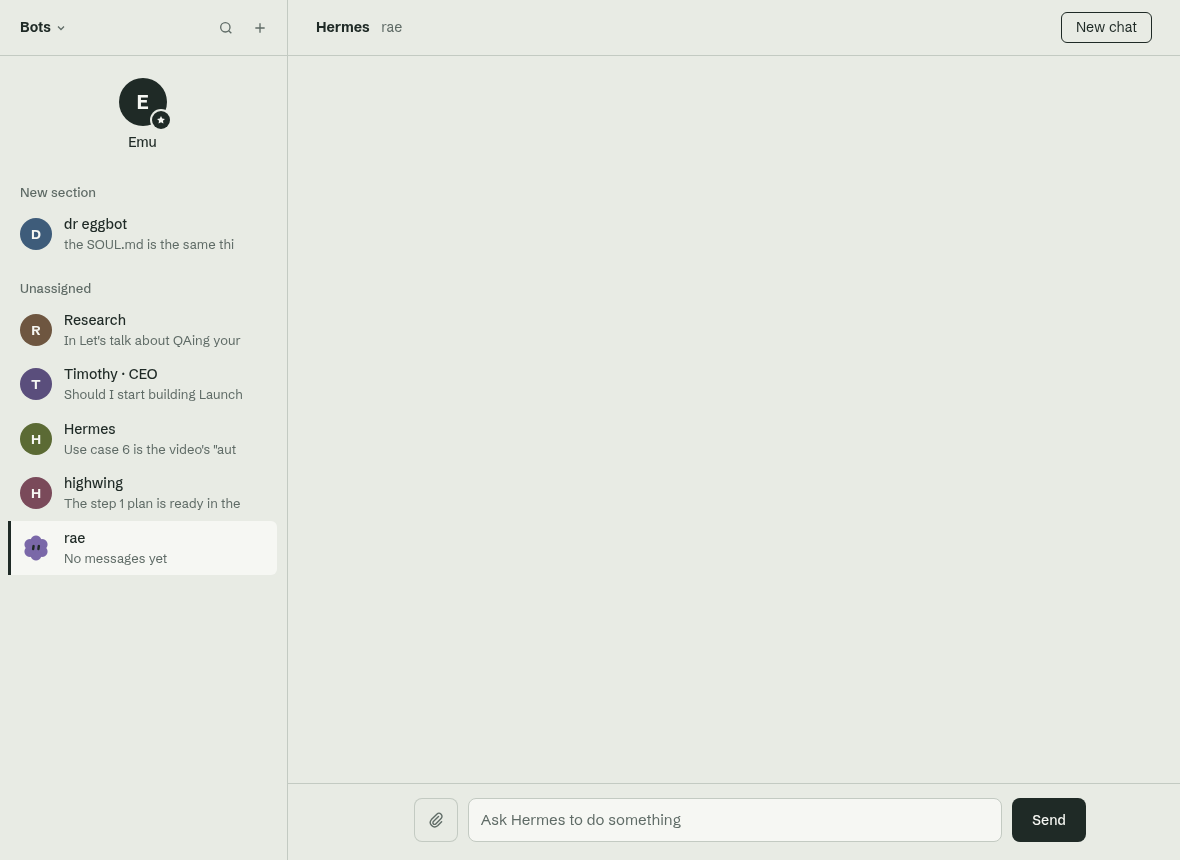 Bots
Hermes rae
New chat
E
Emu
New section
D
dr eggbot
the SOUL.md is the same thi
Unassigned
R
Research
In Let's talk about QAing your
T
Timothy · CEO
Should I start building Launch
H
Hermes
Use case 6 is the video's "aut
H
highwing
The step 1 plan is ready in the
rae
No messages yet
Ask Hermes to do something
Send